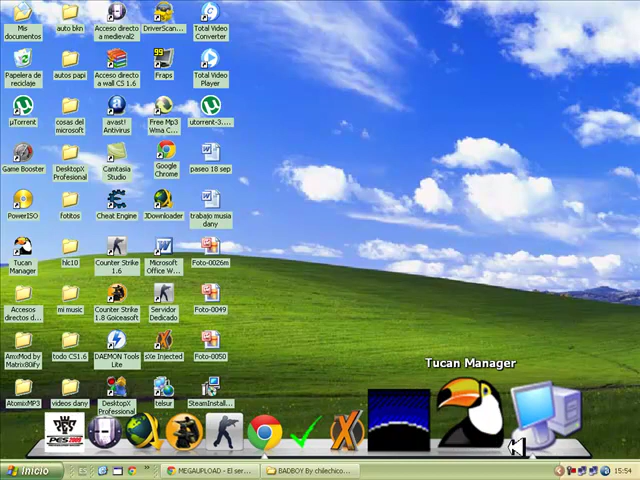 Mis
documentos
auto bkn
Acceso directo
a medieval2
DriverScan...
Total Video
Converter
Papelera de
reciclaje
autos papi
Acceso directo
a wall CS 1.6
99
Fraps
Total Video
Player
µTorrent
cosas del
microsoft
avast!
Antivirus
Free Mp3
Wma C...
utorrent-3....
Game Booster
DesktopX
Profesional
Camtasia
Studio
Google
Chrome
paseo 18 sep
PowerISO
fotitos
Cheat Engine
JDownloader
trabajo musia
dany
Tucan
Manager
hlc10
Counter Strike
1.6
Microsoft
Office W...
Foto-0026m
Accesos
directos d...
mi music
Counter Strike
1.8 Goiceasoft
Servidor
Dedicado
Foto-0049
AmxMod by
Matrix80ify
todo CS1.6
DAEMON Tools
Lite
sXe Injected
Foto-0050
AtomixMP3
videos dany
DesktopX
Professional
telsur
SteamInstall...
Tucan Manager
PES2009
Inicio
ES
»
MEGAUPLOAD - El ser...
BADBOY By chilechico...
15:54